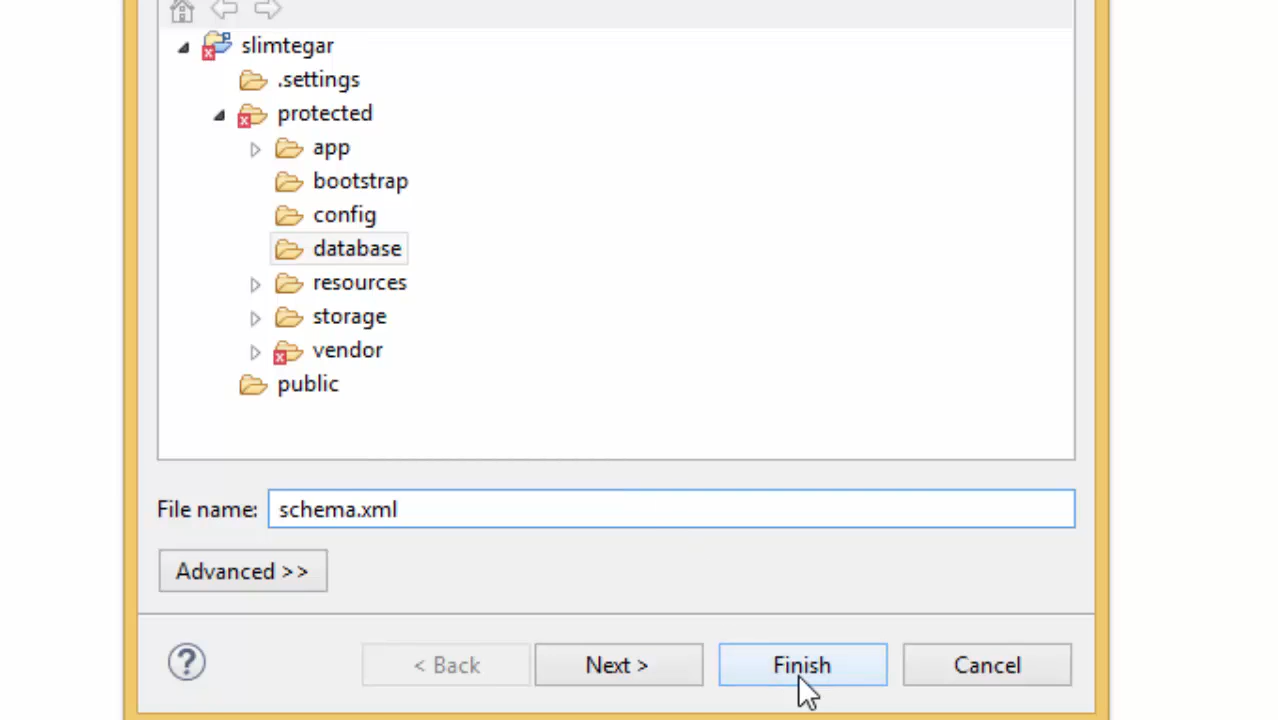 slimtegar
.settings
protected
app
bootstrap
config
database
resources
storage
vendor
public
File name: schema.xml
Advanced >>
< Back Next > Finish Cancel